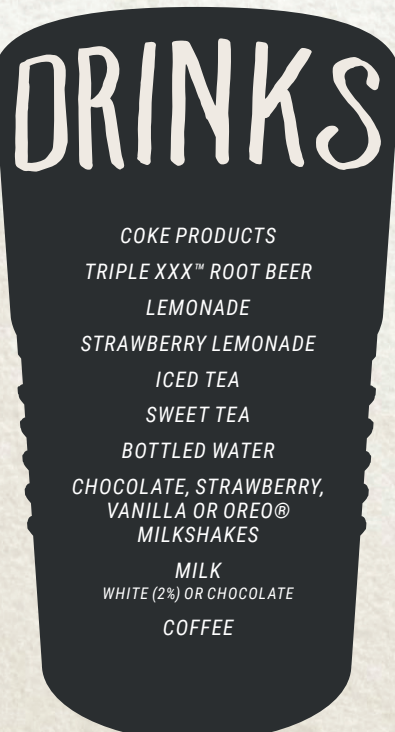 DRINKS
COKE PRODUCTS
TRIPLE XXX™ ROOT BEER
LEMONADE
STRAWBERRY LEMONADE
ICED TEA
SWEET TEA
BOTTLED WATER
CHOCOLATE, STRAWBERRY,
VANILLA OR OREO®
MILKSHAKES
MILK
WHITE (2%) OR CHOCOLATE
COFFEE